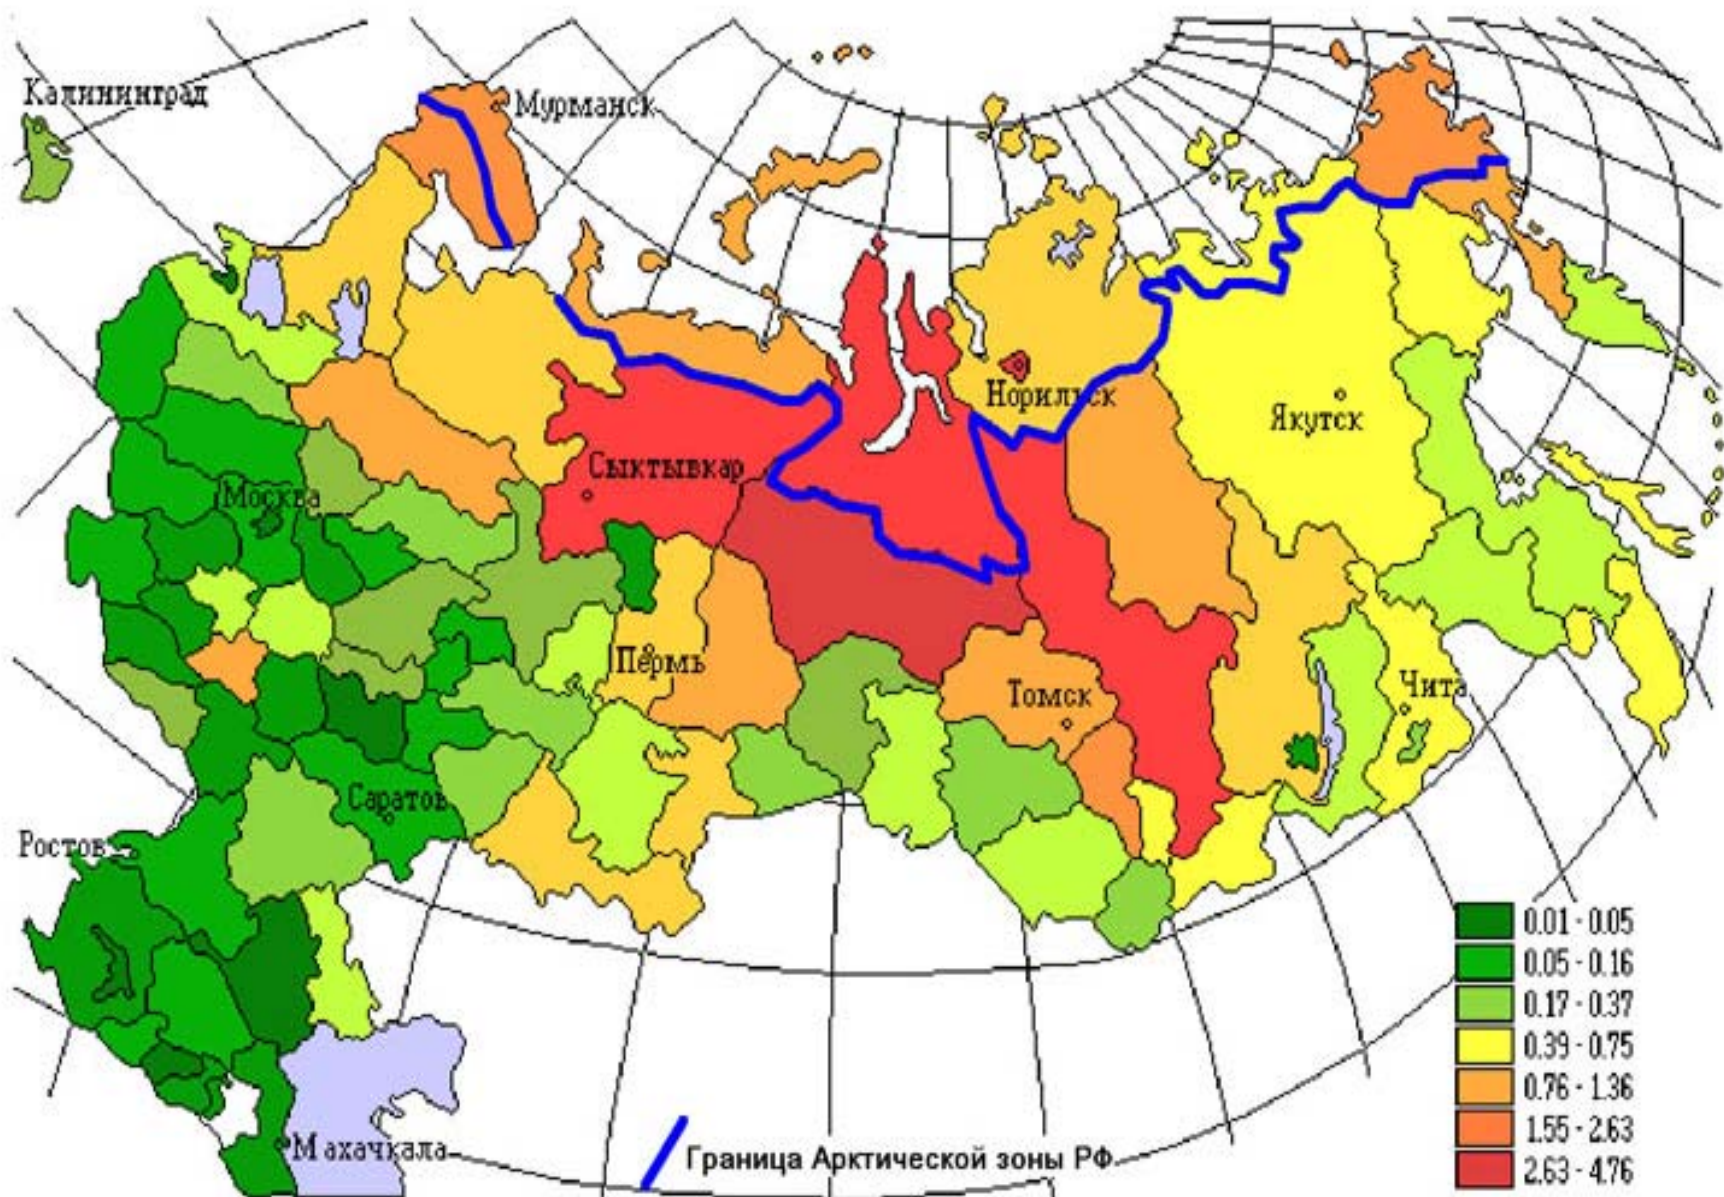 Калининград
Мурманск
Норильск
Якутск
Сыктывкар
Москва
Пермь
Томск
Чита
Саратов
Ростов
Махачкала
Граница Арктической зоны РФ
0.01 - 0.05
0.05 - 0.16
0.17 - 0.37
0.39 - 0.75
0.76 - 1.36
1.55 - 2.63
2.63 - 4.76